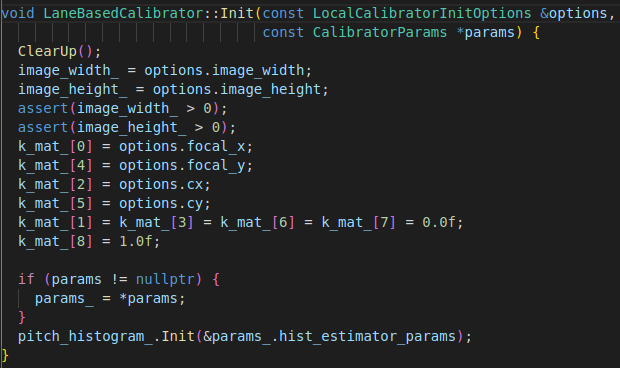 void LaneBasedCalibrator::Init(const LocalCalibratorInitOptions &options,
                               const CalibratorParams *params) {
  ClearUp();
  image_width_ = options.image_width;
  image_height_ = options.image_height;
  assert(image_width_ > 0);
  assert(image_height_ > 0);
  k_mat_[0] = options.focal_x;
  k_mat_[4] = options.focal_y;
  k_mat_[2] = options.cx;
  k_mat_[5] = options.cy;
  k_mat_[1] = k_mat_[3] = k_mat_[6] = k_mat_[7] = 0.0f;
  k_mat_[8] = 1.0f;

  if (params != nullptr) {
    params_ = *params;
  }
  pitch_histogram_.Init(&params_.hist_estimator_params);
}